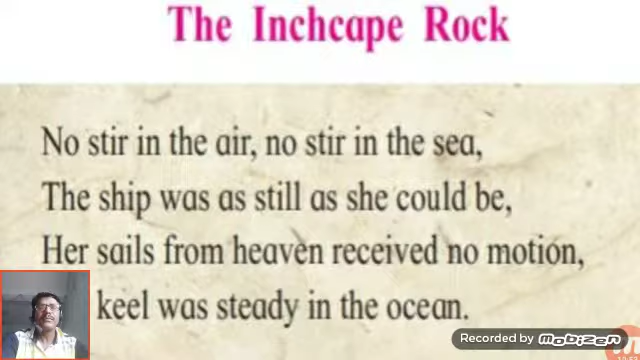 The Inchcape Rock
No stir in the air, no stir in the sea,
The ship was as still as she could be,
Her sails from heaven received no motion,
keel was steady in the ocean.
Recorded by MOBIZEN